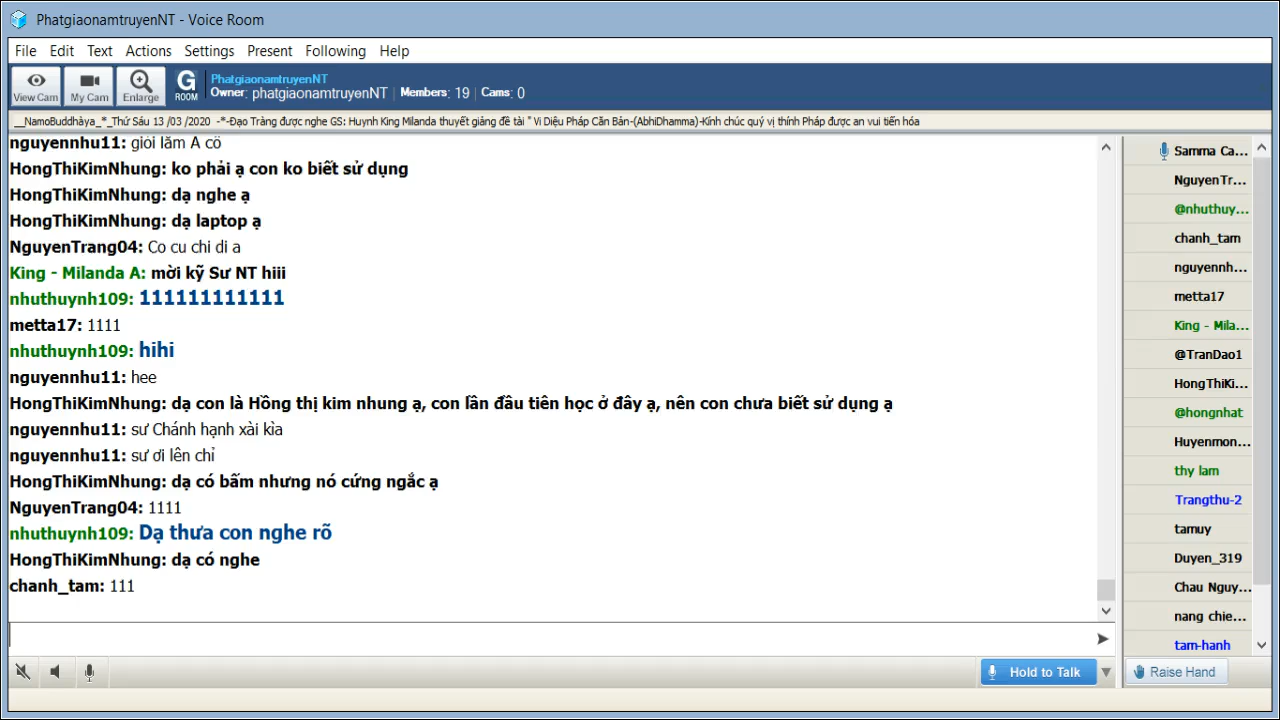 PhatgiaonamtruyenNT - Voice Room
File Edit Text Actions Settings Present Following Help
View Cam My Cam Enlarge G ROOM
PhatgiaonamtruyenNT
Owner: phatgiaonamtruyenNT | Members: 19 | Cams: 0
__NamoBuddhàya_*_Thứ Sáu 13 /03 /2020 -*-Đạo Tràng được nghe GS: Huynh King Milanda thuyết giảng đề tài " Vi Diệu Pháp Căn Bản-(AbhiDhamma)-Kính chúc quý vị thính Pháp được an vui tiến hóa
nguyennhu11: giỏi lắm A cô
HongThiKimNhung: ko phải ạ con ko biết sử dụng
HongThiKimNhung: dạ nghe ạ
HongThiKimNhung: dạ laptop ạ
NguyenTrang04: Co cu chi di a
King - Milanda A: mời kỹ Sư NT hiii
nhuthuynh109: 111111111111
metta17: 1111
nhuthuynh109: hihi
nguyennhu11: hee
HongThiKimNhung: dạ con là Hồng thị kim nhung ạ, con lần đầu tiên học ở đây ạ, nên con chưa biết sử dụng ạ
nguyennhu11: sư Chánh hạnh xài kìa
nguyennhu11: sư ơi lên chỉ
HongThiKimNhung: dạ có bấm nhưng nó cứng ngắc ạ
NguyenTrang04: 1111
nhuthuynh109: Dạ thưa con nghe rõ
HongThiKimNhung: dạ có nghe
chanh_tam: 111
Hold to Talk
Samma Ca...
NguyenTr...
@nhuthuy...
chanh_tam
nguyennh...
metta17
King - Mila...
@TranDao1
HongThiKi...
@hongnhat
Huyenmon...
thy lam
Trangthu-2
tamuy
Duyen_319
Chau Nguy...
nang chie...
tam-hanh
Raise Hand